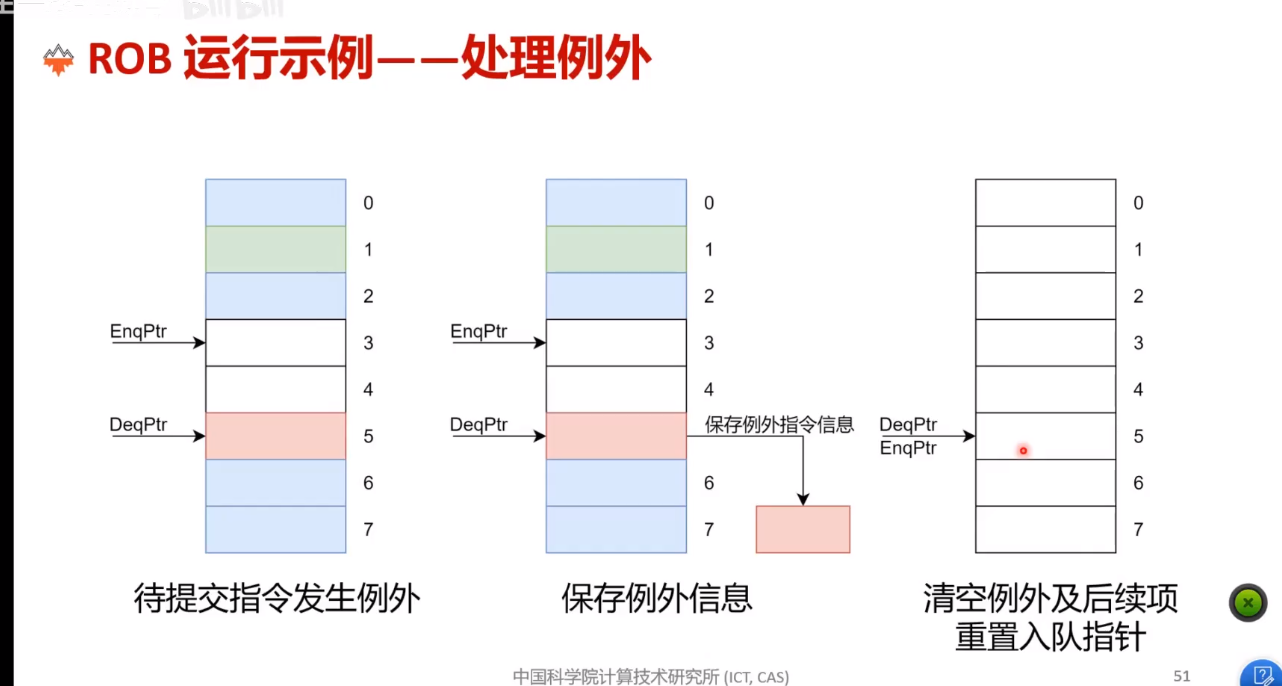 ROB 运行示例——处理例外
0
1
2
EnqPtr
3
4
DeqPtr
5
6
7
待提交指令发生例外
0
1
2
EnqPtr
3
4
DeqPtr
保存例外指令信息
5
6
7
保存例外信息
0
1
2
3
4
DeqPtr
EnqPtr
5
6
7
清空例外及后续项
重置入队指针
中国科学院计算技术研究所 (ICT, CAS)
51